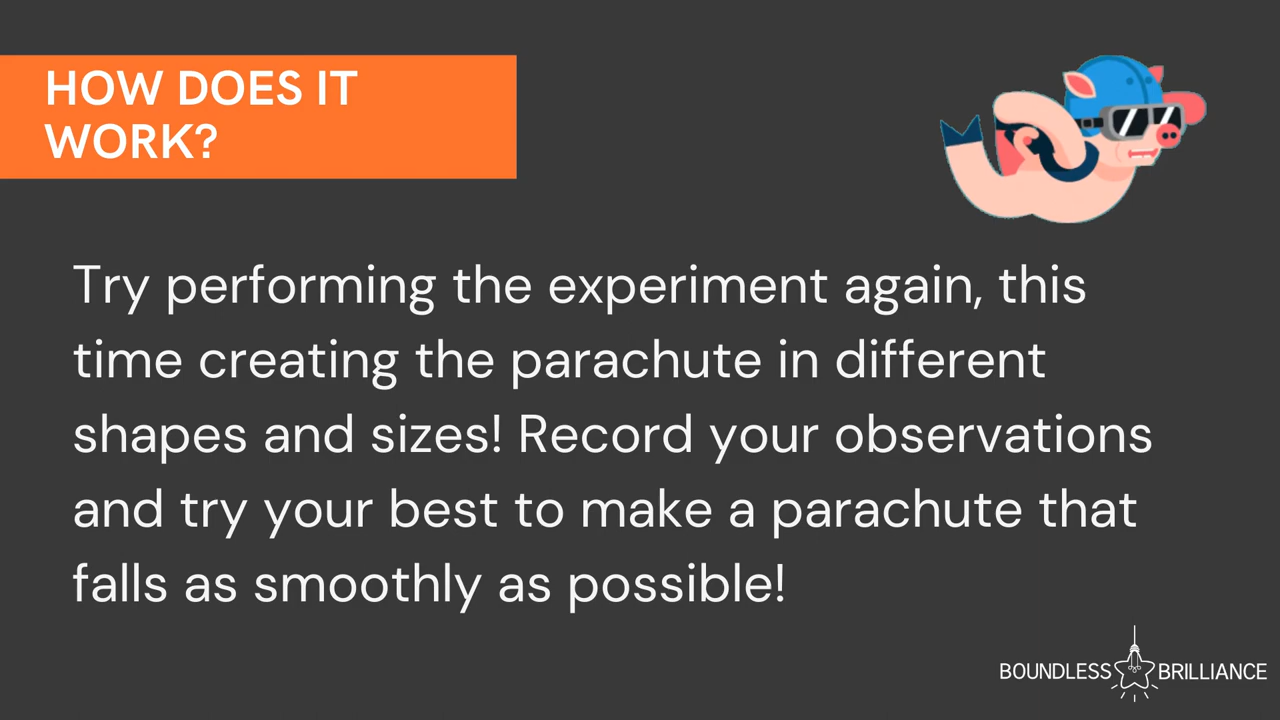 HOW DOES IT
WORK?
Try performing the experiment again, this
time creating the parachute in different
shapes and sizes! Record your observations
and try your best to make a parachute that
falls as smoothly as possible!
BOUNDLESS BRILLIANCE